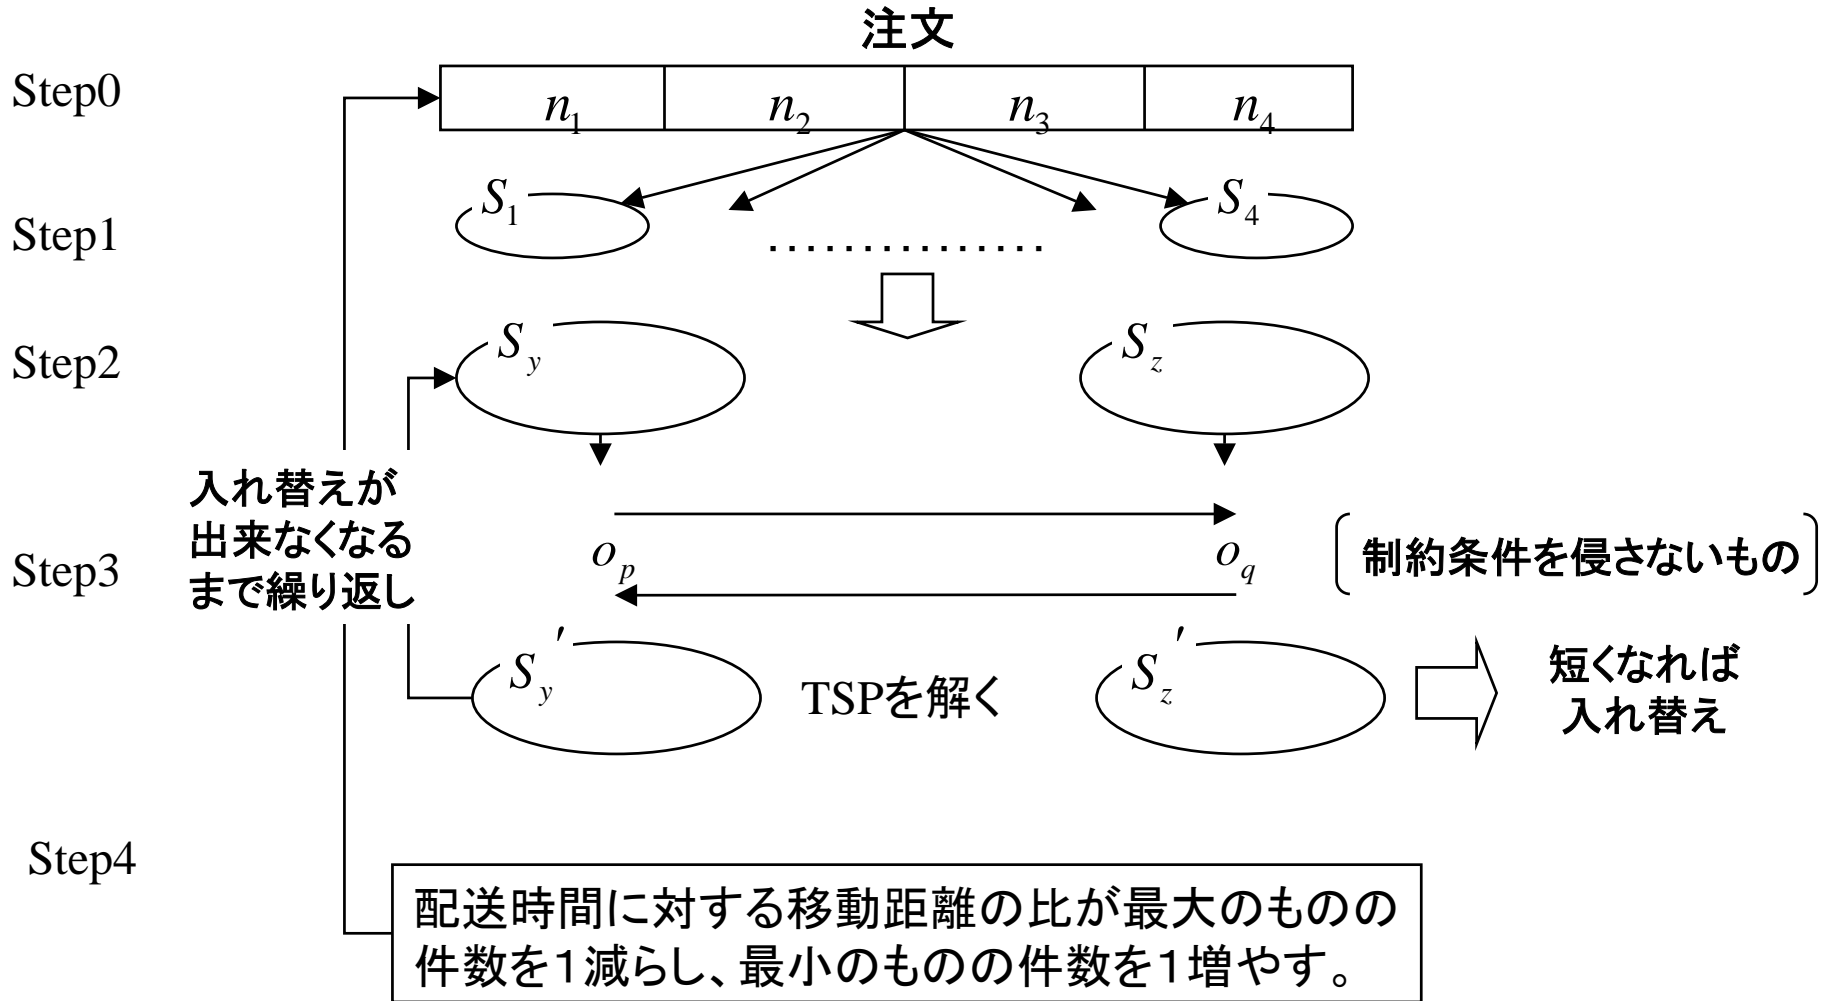 注文
Step0
n1 n2 n3 n4
S1 S4
Step1
..............
Step2
Sy Sz
入れ替えが
出来なくなる
まで繰り返し
Step3
op oq
制約条件を侵さないもの
Sy′ TSPを解く Sz′
短くなれば
入れ替え
Step4
配送時間に対する移動距離の比が最大のものの
件数を1減らし、最小のものの件数を1増やす。